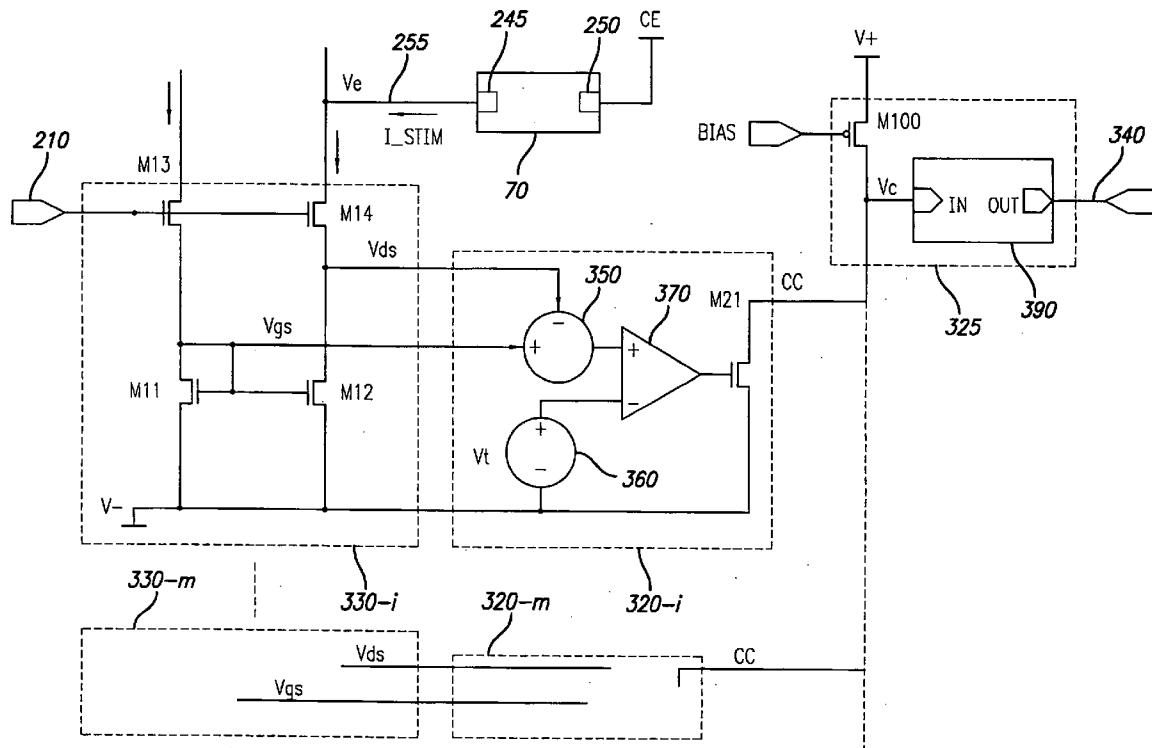 245 250 CE
255
Ve
V+
I_STIM
70
BIAS
M100
340
210
M13
Vc
IN OUT
M14
Vds
CC
325
390
350
370
M21
-
+
+
-
Vgs
M11
M12
+
-
Vt
360
V-
330-m
330-i
320-m
320-i
Vds
CC
Vgs